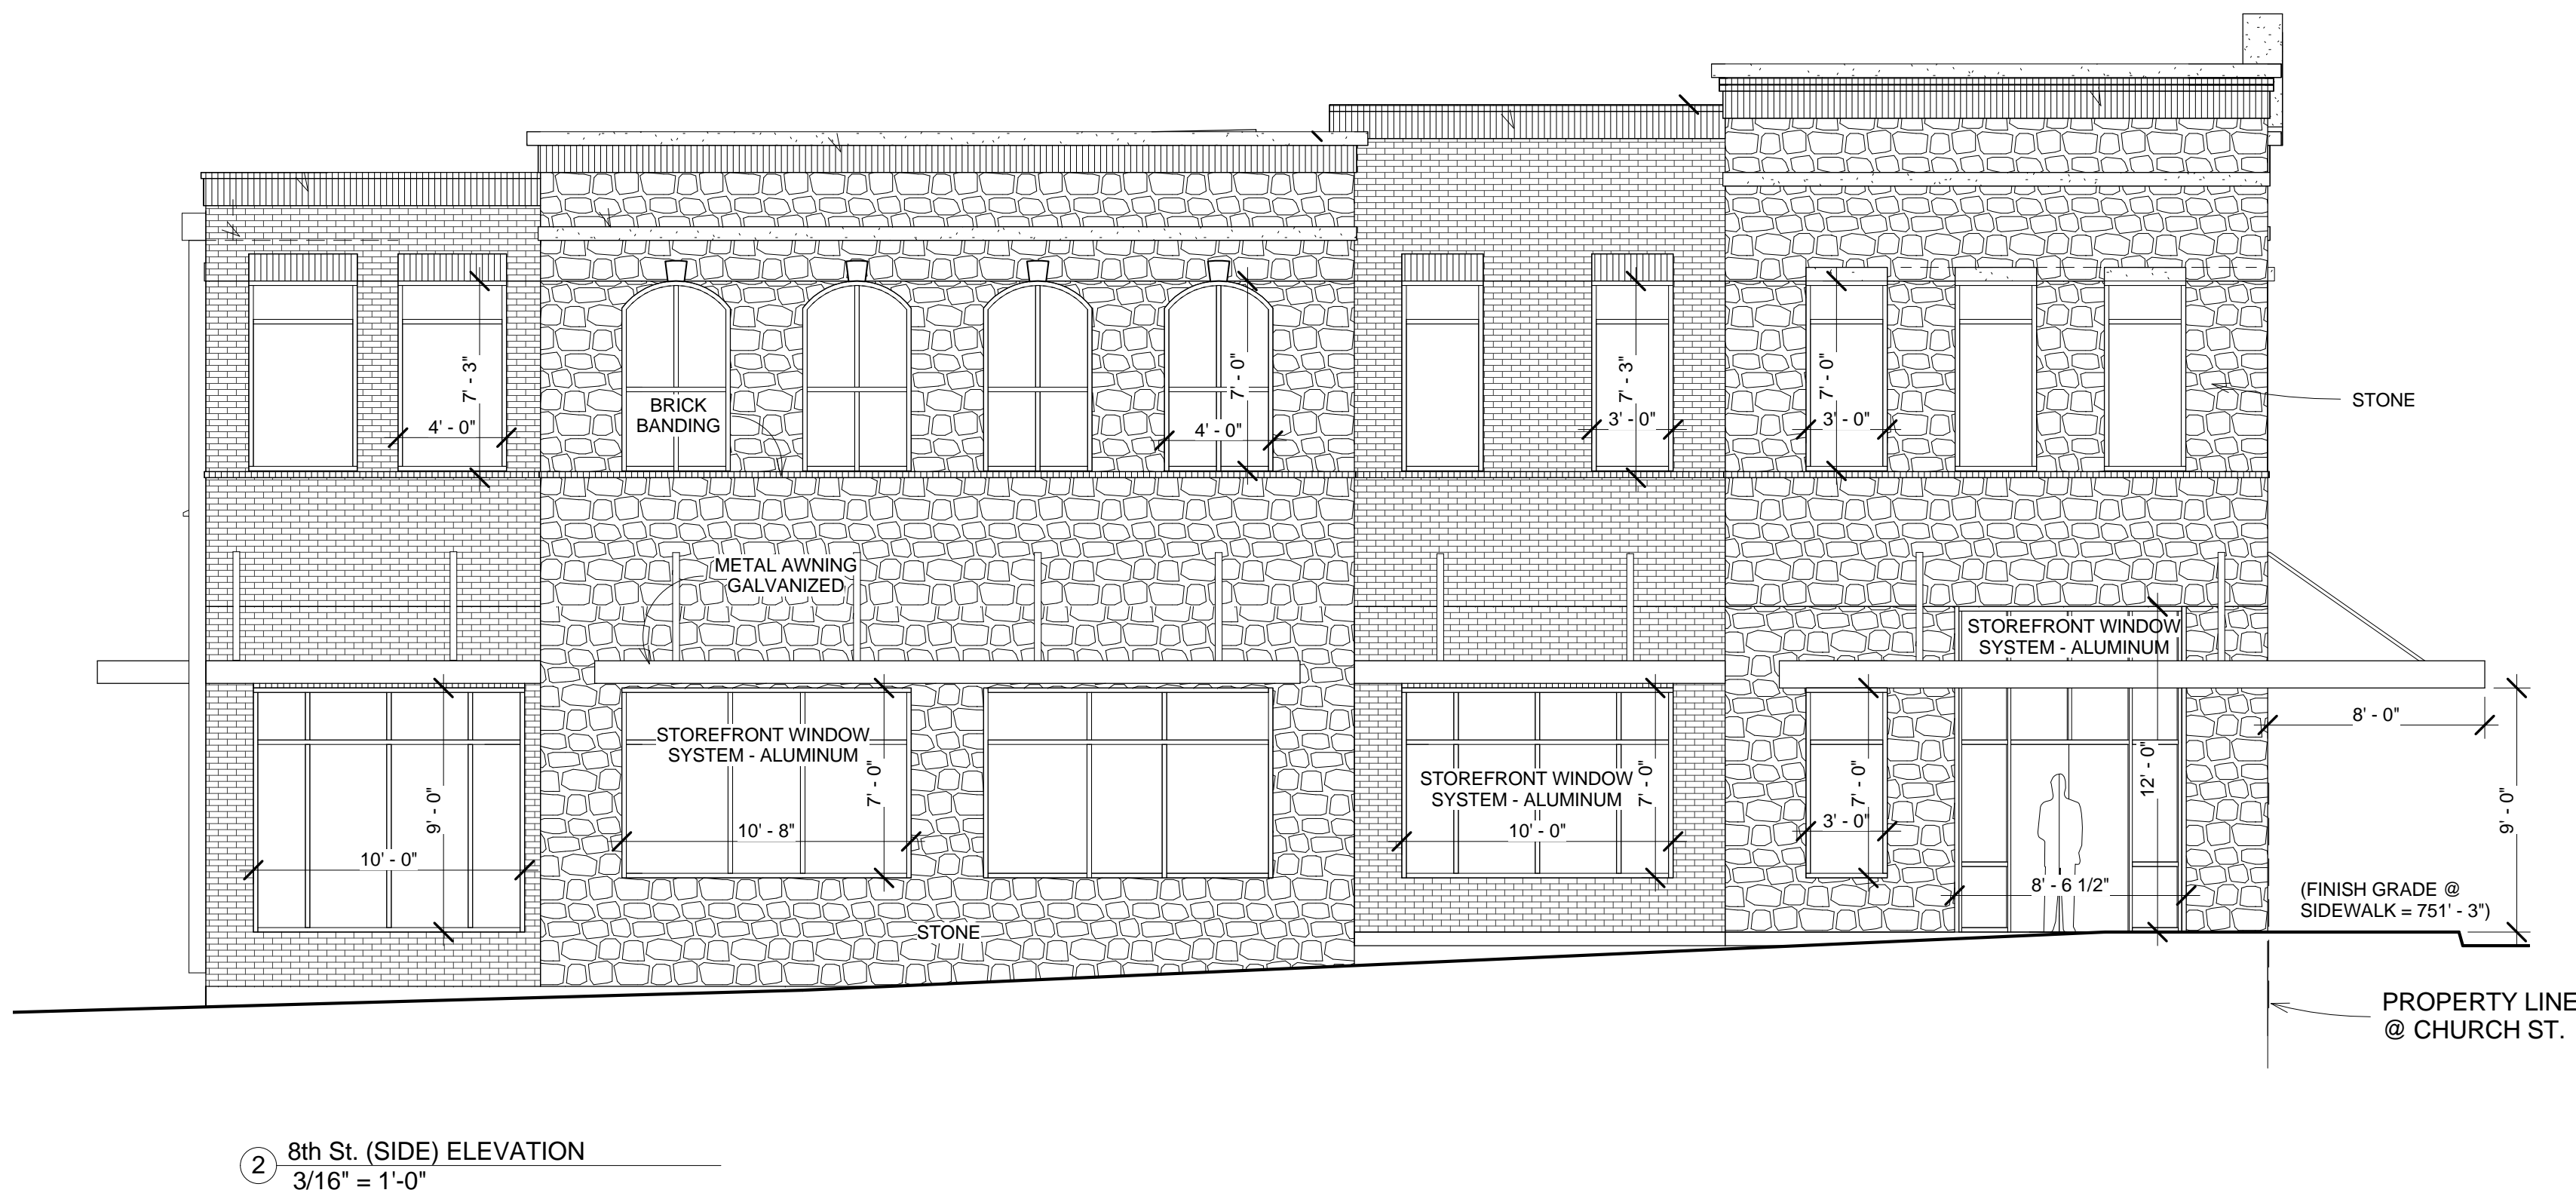 STONE
BRICK
BANDING
7' - 3"
4' - 0"
7' - 0"
4' - 0"
7' - 3"
3' - 0"
7' - 0"
3' - 0"
METAL AWNING
GALVANIZED
STOREFRONT WINDOW
SYSTEM - ALUMINUM
STOREFRONT WINDOW
SYSTEM - ALUMINUM
STOREFRONT WINDOW
SYSTEM - ALUMINUM
9' - 0"
10' - 0"
7' - 0"
10' - 8"
7' - 0"
10' - 0"
7' - 0"
3' - 0"
12' - 0"
8' - 6 1/2"
8' - 0"
9' - 0"
STONE
(FINISH GRADE @
SIDEWALK = 751' - 3")
PROPERTY LINE
@ CHURCH ST.
2
8th St. (SIDE) ELEVATION
3/16" = 1'-0"